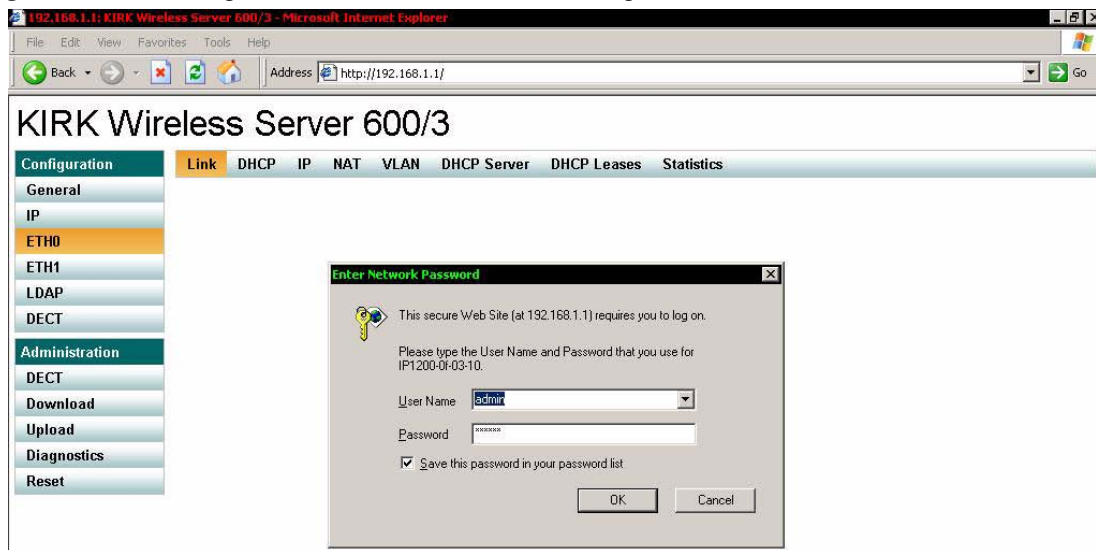 192.168.1.1: KIRK Wireless Server 600/3 - Microsoft Internet Explorer
File Edit View Favorites Tools Help
Back Address http://192.168.1.1/ Go
KIRK Wireless Server 600/3
Configuration Link DHCP IP NAT VLAN DHCP Server DHCP Leases Statistics
General
IP
ETH0
ETH1
LDAP
DECT
Administration
DECT
Download
Upload
Diagnostics
Reset
Enter Network Password
This secure Web Site (at 192.168.1.1) requires you to log on.
Please type the User Name and Password that you use for
IP1200-0f-03-10.
User Name admin
Password xxxxxx
Save this password in your password list
OK Cancel